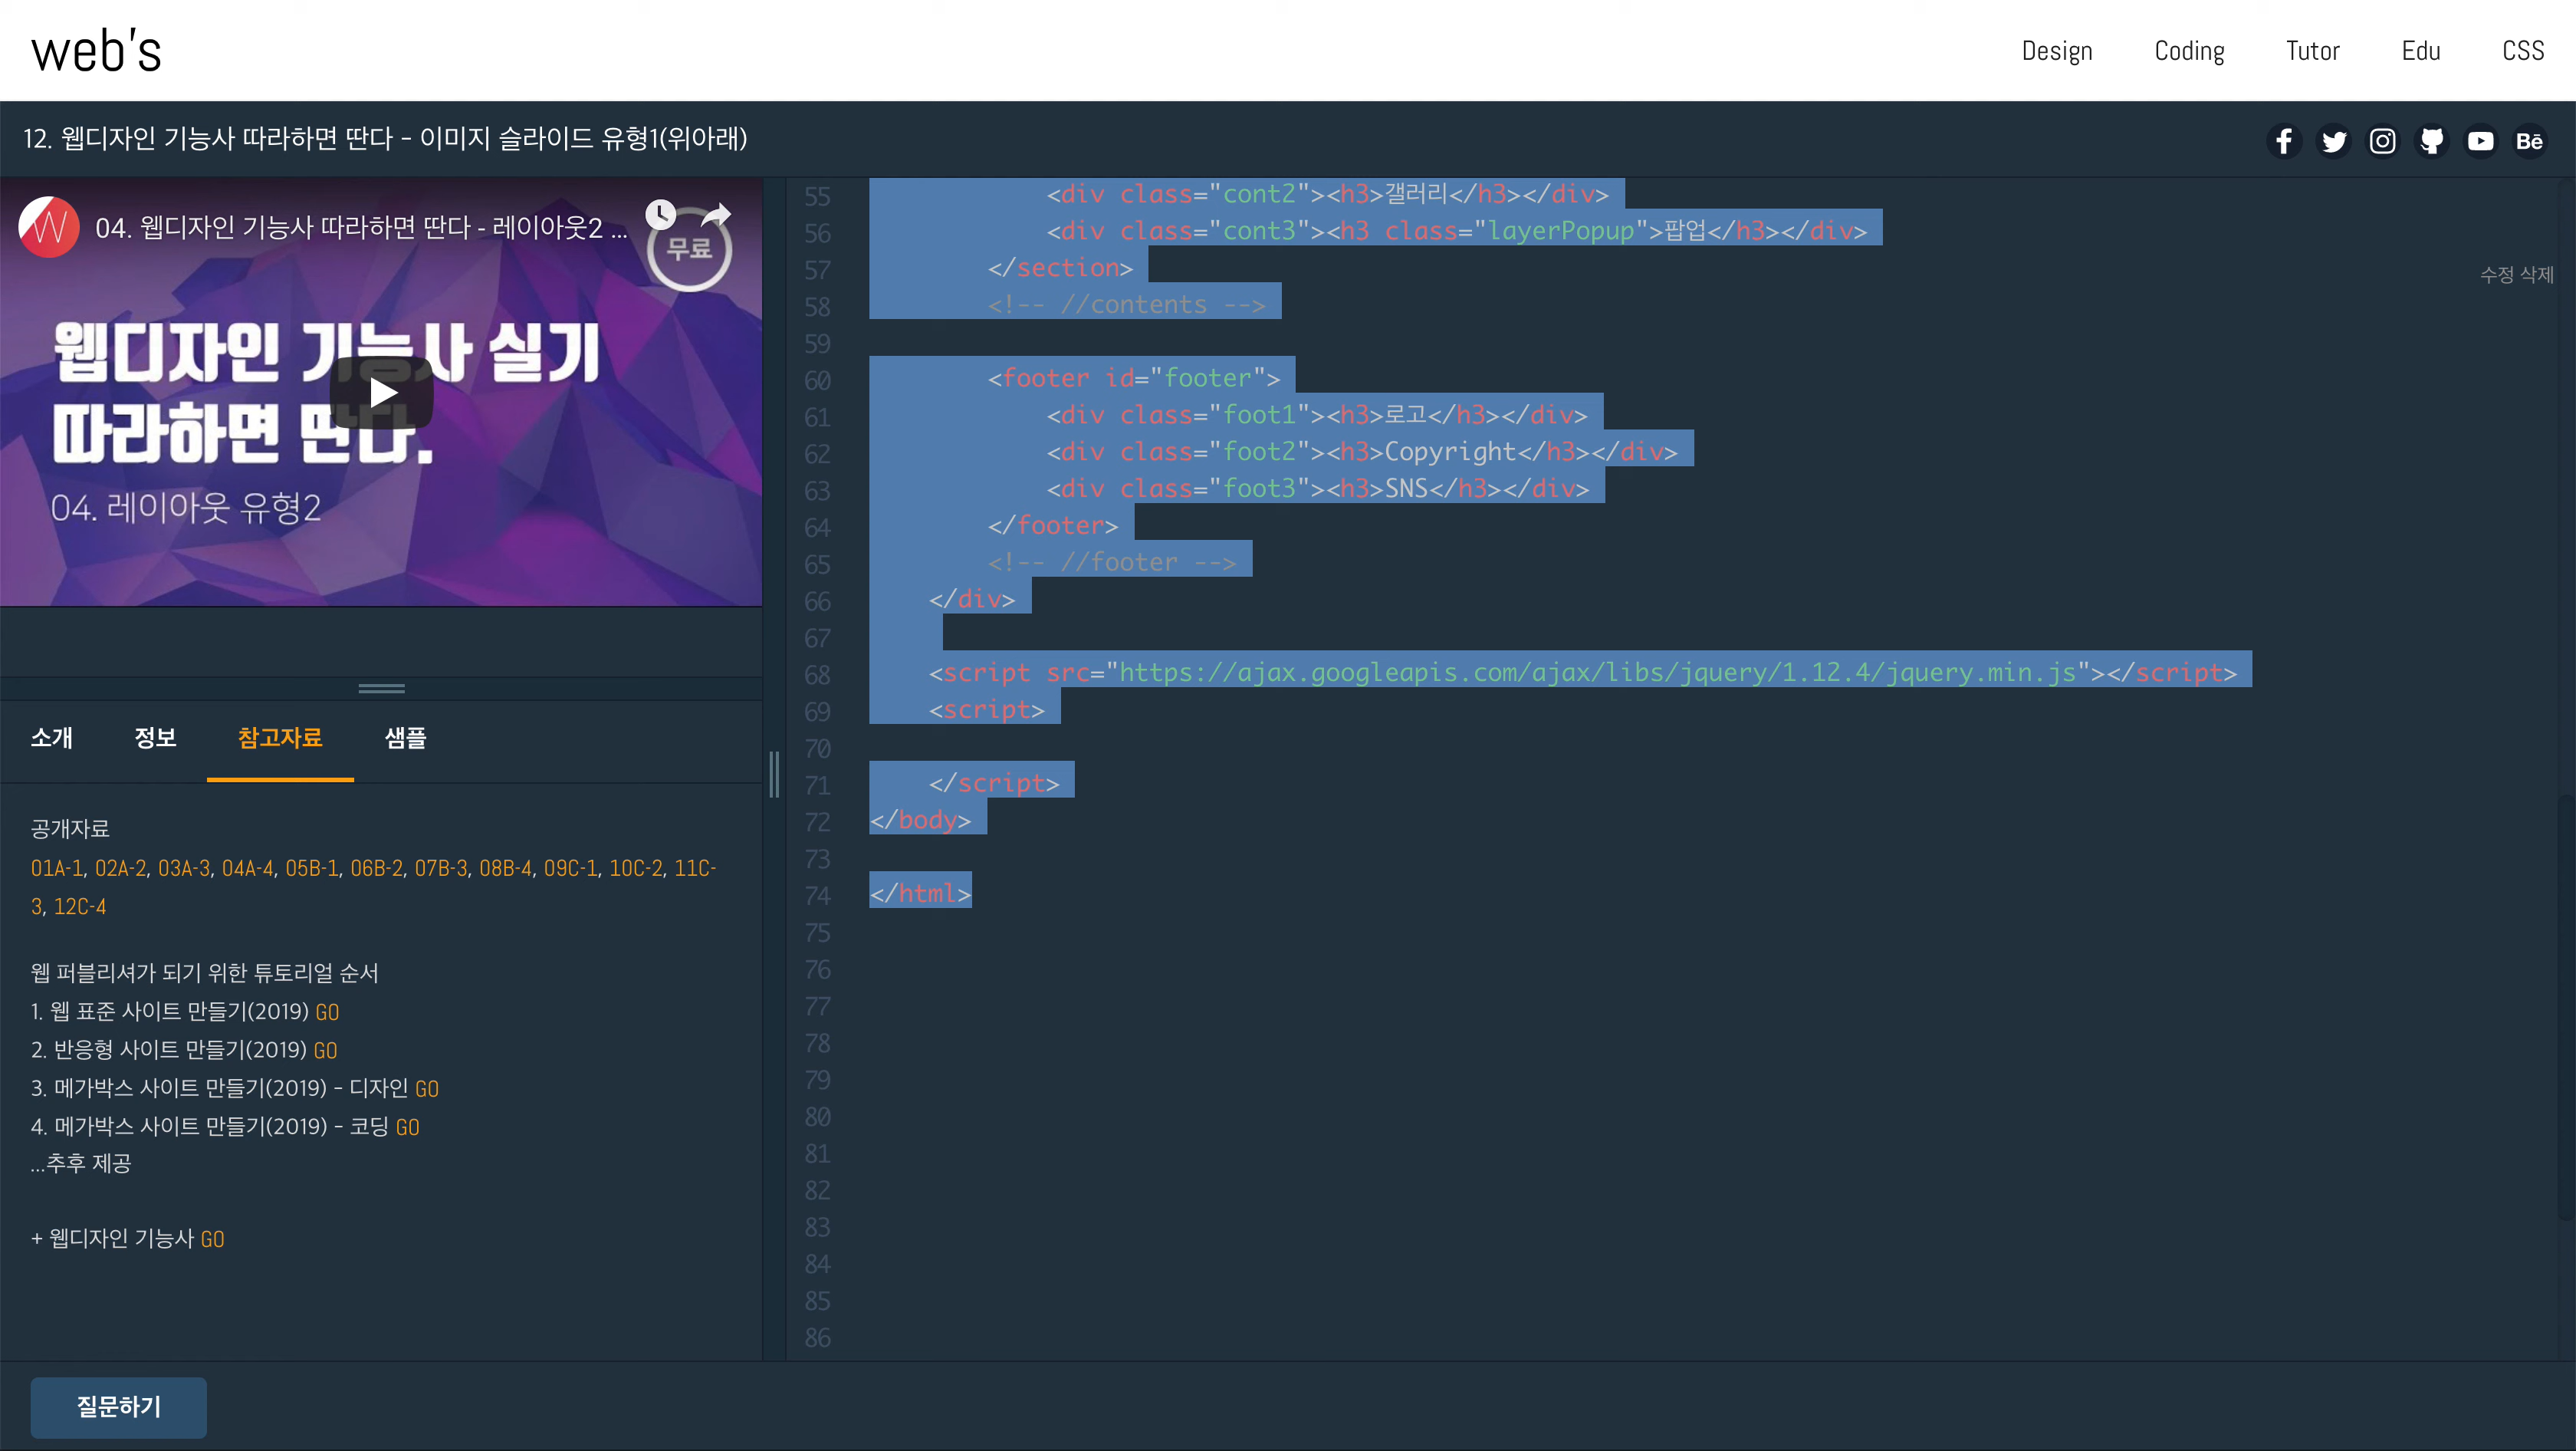 web's
Design Coding Tutor Edu CSS
12. 웹디자인 기능사 따라하면 딴다 - 이미지 슬라이드 유형1(위아래)
Bē
04. 웹디자인 기능사 따라하면 딴다 - 레이아웃2 ...
무료
웹디자인 기능사 실기
따라하면 딴다.
04. 레이아웃 유형2
소개 정보 참고자료 샘플
공개자료
01A-1, 02A-2, 03A-3, 04A-4, 05B-1, 06B-2, 07B-3, 08B-4, 09C-1, 10C-2, 11C-
3, 12C-4
웹 퍼블리셔가 되기 위한 튜토리얼 순서
1. 웹 표준 사이트 만들기(2019) GO
2. 반응형 사이트 만들기(2019) GO
3. 메가박스 사이트 만들기(2019) - 디자인 GO
4. 메가박스 사이트 만들기(2019) - 코딩 GO
...추후 제공
+ 웹디자인 기능사 GO
질문하기
수정 삭제
55 <div class="cont2"><h3>갤러리</h3></div>
56 <div class="cont3"><h3 class="layerPopup">팝업</h3></div>
57 </section>
58 <!-- //contents -->
59
60 <footer id="footer">
61 <div class="foot1"><h3>로고</h3></div>
62 <div class="foot2"><h3>Copyright</h3></div>
63 <div class="foot3"><h3>SNS</h3></div>
64 </footer>
65 <!-- //footer -->
66 </div>
67
68 <script src="https://ajax.googleapis.com/ajax/libs/jquery/1.12.4/jquery.min.js"></script>
69 <script>
70
71 </script>
72 </body>
73
74 </html>
75
76
77
78
79
80
81
82
83
84
85
86